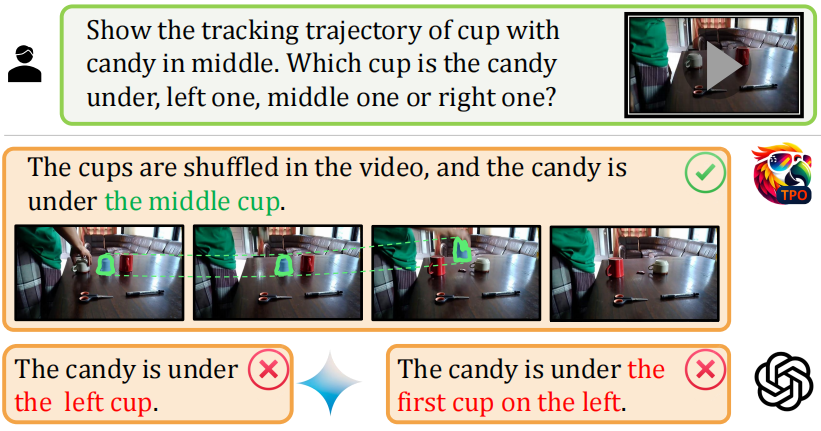 Show the tracking trajectory of cup with
candy in middle. Which cup is the candy
under, left one, middle one or right one?
The cups are shuffled in the video, and the candy is
under the middle cup.
TPO
The candy is under
the left cup.
The candy is under the
first cup on the left.